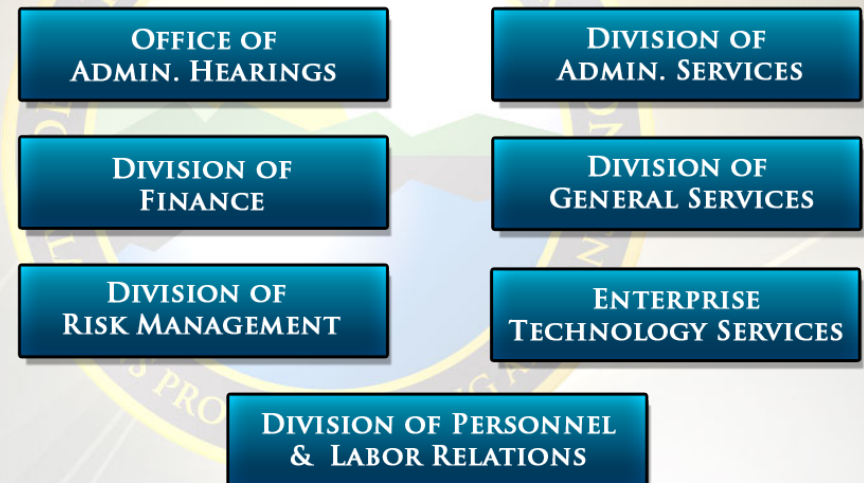 OFFICE OF
ADMIN. HEARINGS
DIVISION OF
ADMIN. SERVICES
DIVISION OF
FINANCE
DIVISION OF
GENERAL SERVICES
DIVISION OF
RISK MANAGEMENT
ENTERPRISE
TECHNOLOGY SERVICES
DIVISION OF PERSONNEL
& LABOR RELATIONS